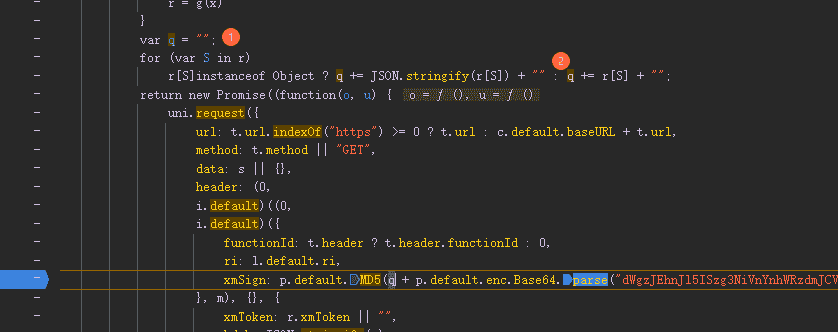 r = g(x)
}
var q = ""; 1
for (var S in r) 2
r[S]instanceof Object ? q += JSON.stringify(r[S]) + "" : q += r[S] + "";
return new Promise((function(o, u) { o = ƒ (), u = ƒ ()
uni.request({
url: t.url.indexOf("https") >= 0 ? t.url : c.default.baseURL + t.url,
method: t.method || "GET",
data: s || {},
header: (0,
i.default)((0,
i.default)({
functionId: t.header ? t.header.functionId : 0,
ri: l.default.ri,
xmSign: p.default.MD5(q + p.default.enc.Base64.parse("dWgzJEhnJl5ISzg3NiVnYnhWRzdmJCV
}, m), {}, {
xmToken: r.xmToken || "",